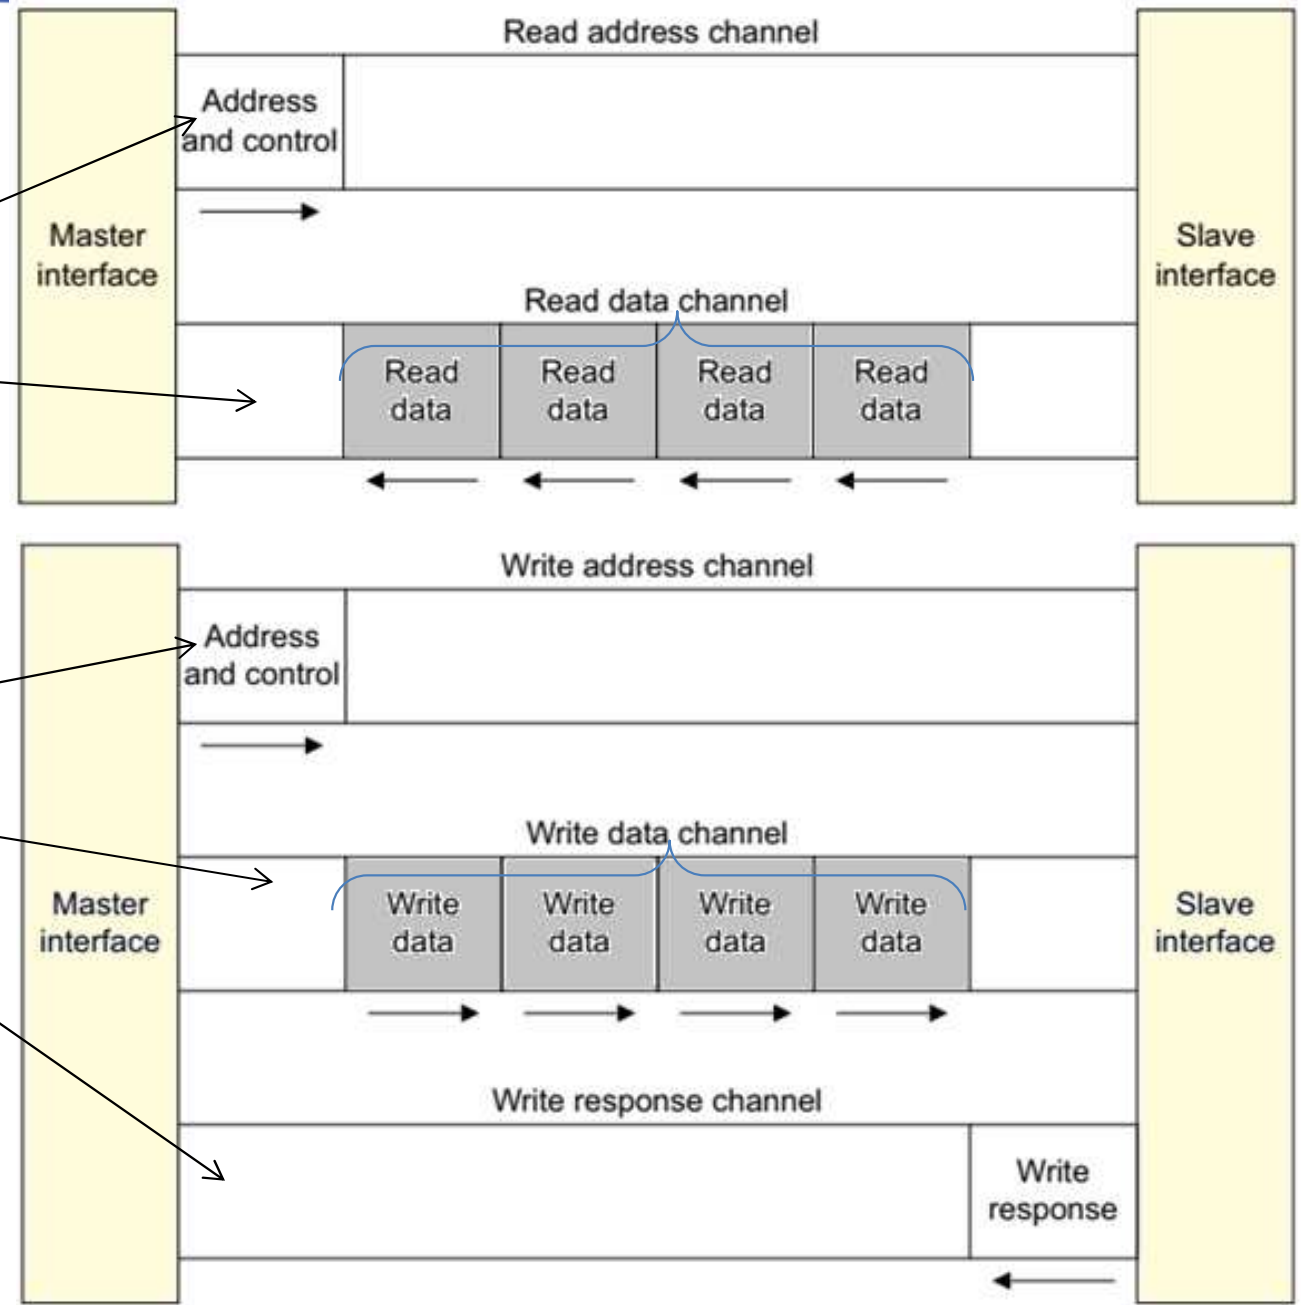 Read address channel
Address
and control
Master
interface
Slave
interface
Read data channel
Read
data
Read
data
Read
data
Read
data
Write address channel
Address
and control
Write data channel
Master
interface
Write
data
Write
data
Write
data
Write
data
Slave
interface
Write response channel
Write
response